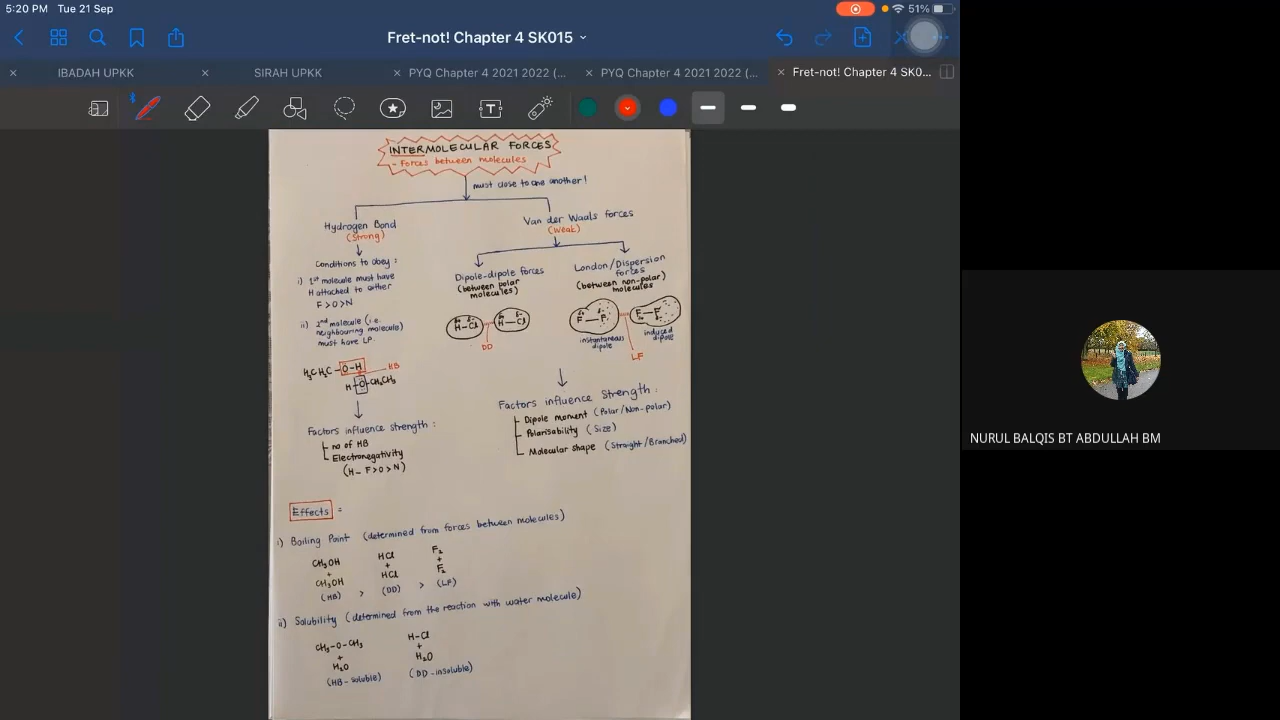 5:20 PM Tue 21 Sep
51%
Fret-not! Chapter 4 SK015
IBADAH UPKK
SIRAH UPKK
PYQ Chapter 4 2021 2022 (...
PYQ Chapter 4 2021 2022 (...
Fret-not! Chapter 4 SK0...
INTERMOLECULAR FORCES
- Forces between molecules
must close to one another!
Hydrogen Bond
(Strong)
Conditions to obey :
i) 1st molecule must have
H attached to either
F > O > N
ii) 2nd molecule (i.e.
neighbouring molecule)
must have LP.
H₃CH₂C - O - H
HB
H - O - CH₂CH₃
Factors influence strength :
no of HB
Electronegativity
(H - F > O > N)
Van der Waals forces
(Weak)
Dipole-dipole forces
(between polar
molecules)
H - Cl
H - Cl
DD
London/Dispersion
forces
(between non-polar)
molecules
F - F
F - F
instantaneous
dipole
induced
dipole
LF
Factors influence strength :
Dipole moment (Polar/Non-polar)
Polarisability (Size)
Molecular shape (Straight/Branched)
Effects :
i) Boiling Point (determined from forces between molecules)
CH₃OH
+
CH₃OH
(HB)
>
HCl
+
HCl
(DD)
>
F₂
+
F₂
(LF)
ii) Solubility (determined from the reaction with water molecule)
CH₃-O-CH₃
+
H₂O
(HB-soluble)
H-Cl
+
H₂O
(DD-insoluble)
NURUL BALQIS BT ABDULLAH BM